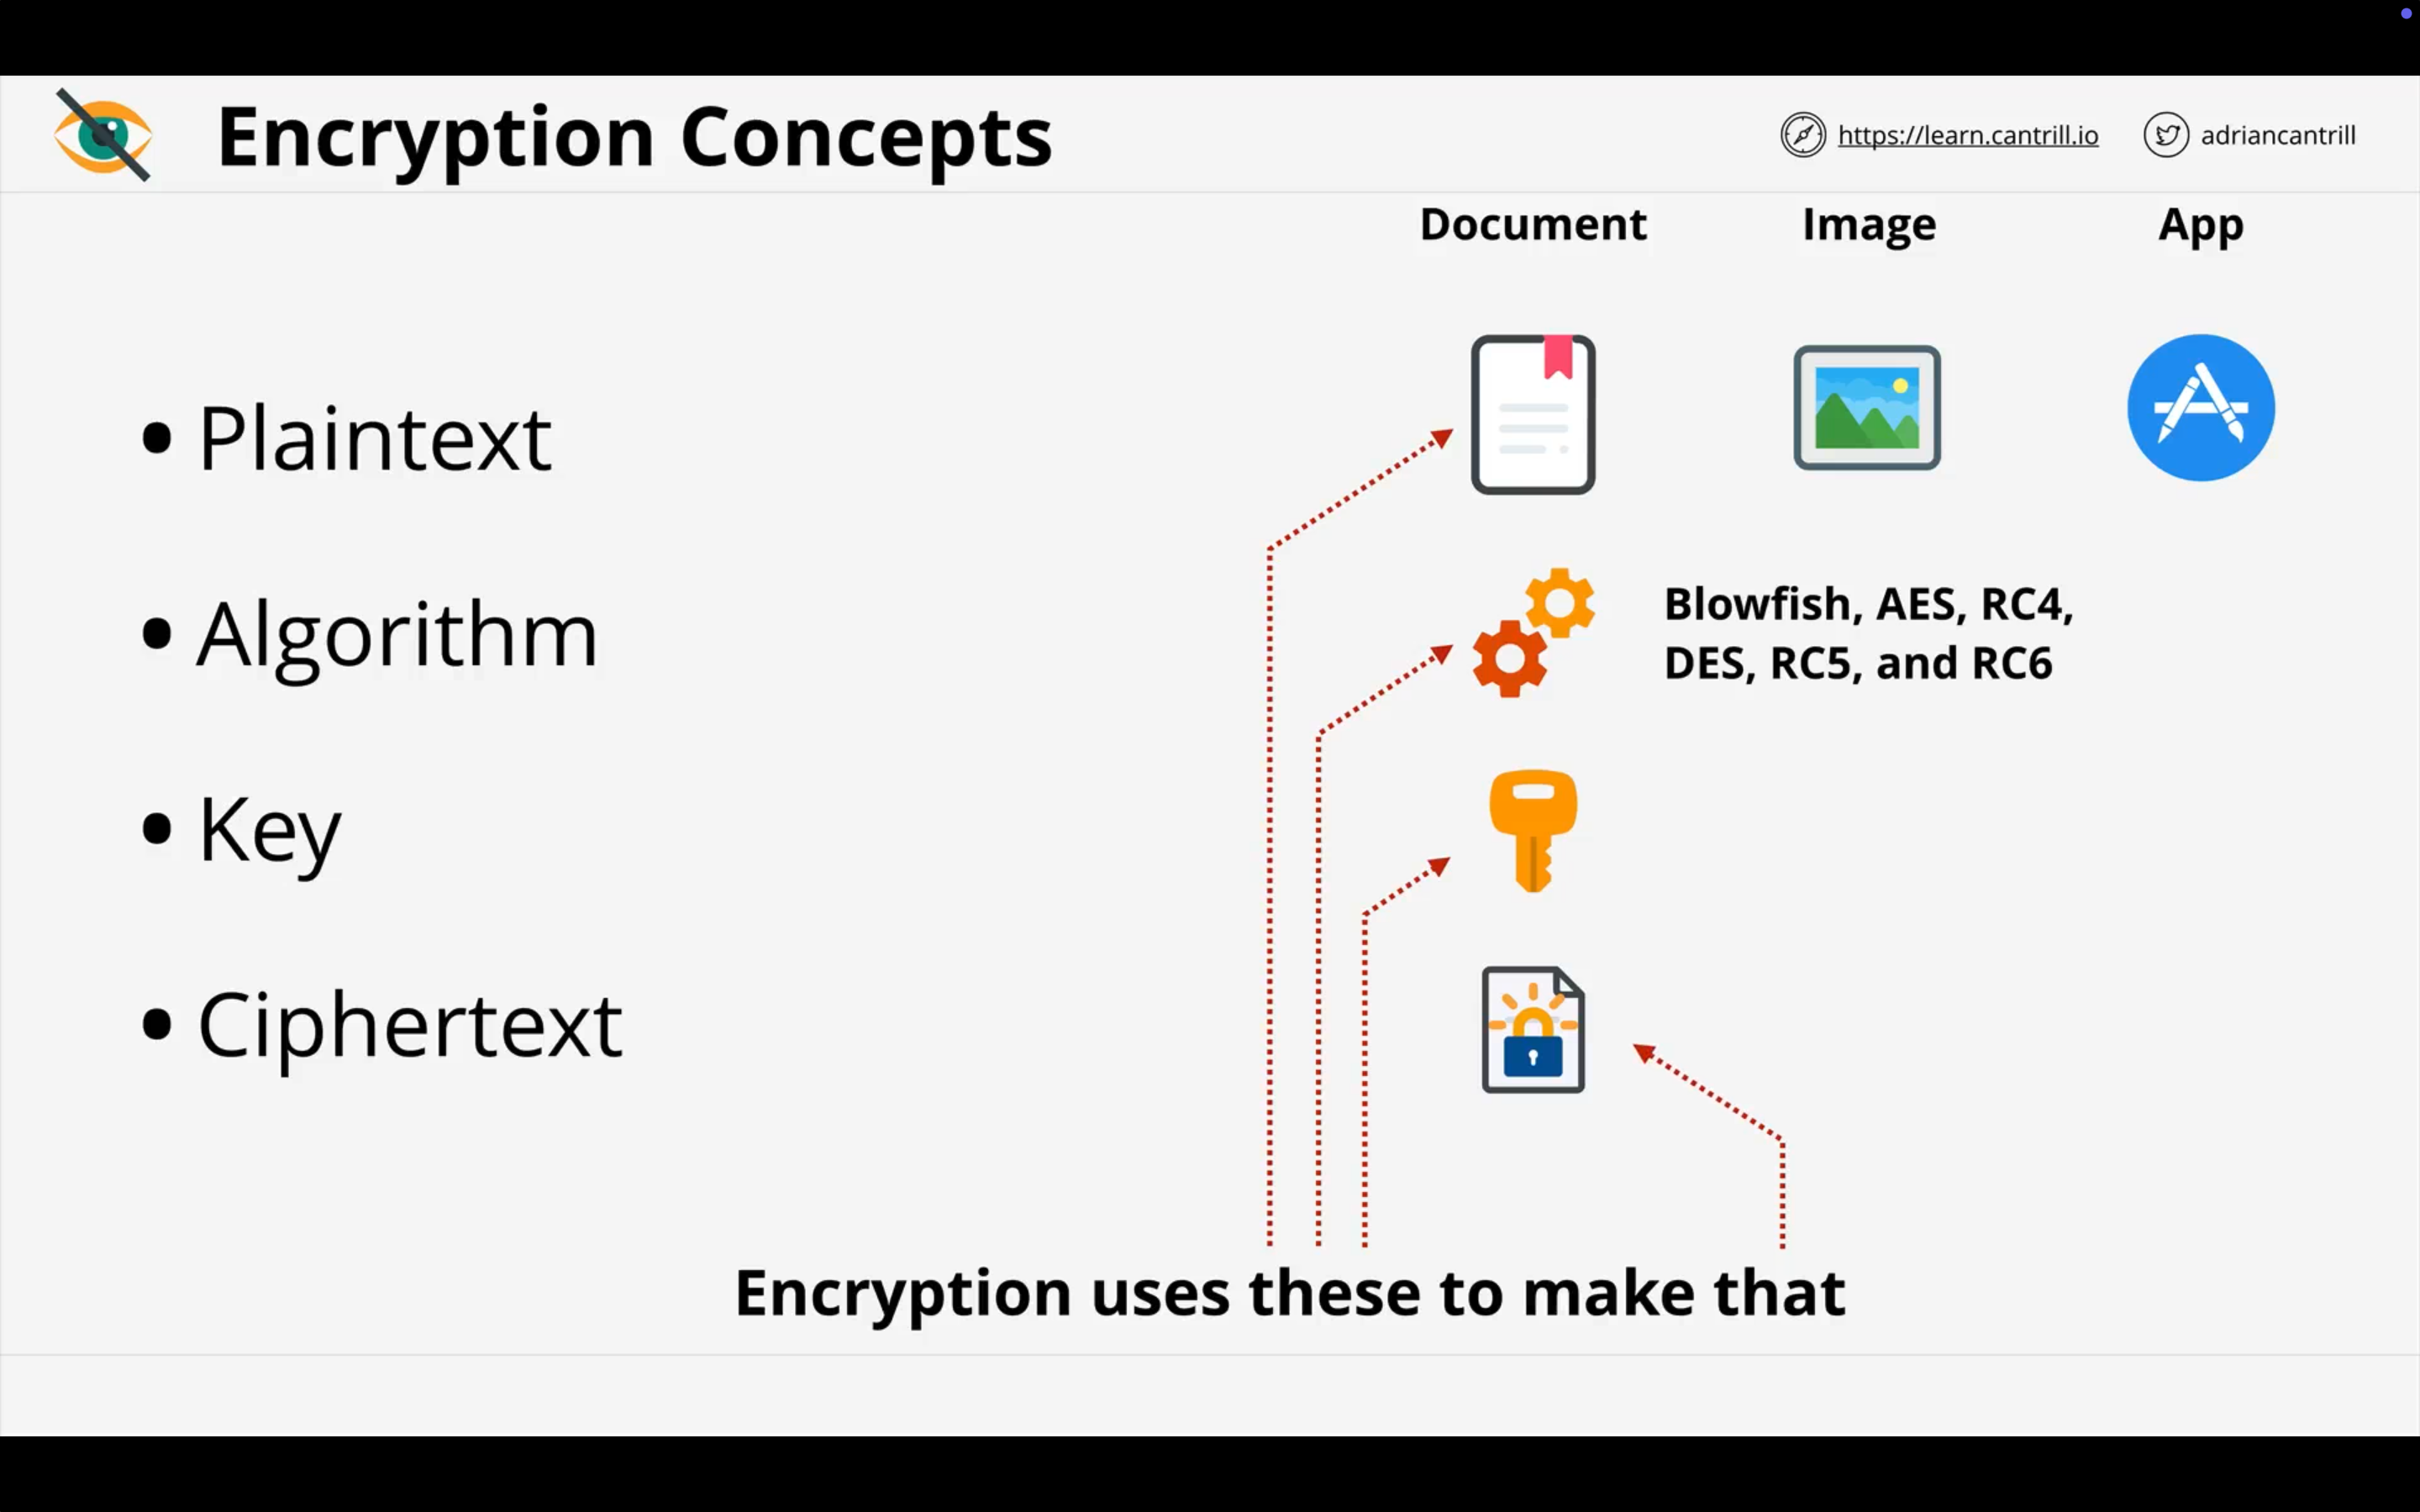 Encryption Concepts
https://learn.cantrill.io
adriancantrill
Document
Image
App
• Plaintext
• Algorithm
Blowfish, AES, RC4,
DES, RC5, and RC6
• Key
• Ciphertext
Encryption uses these to make that